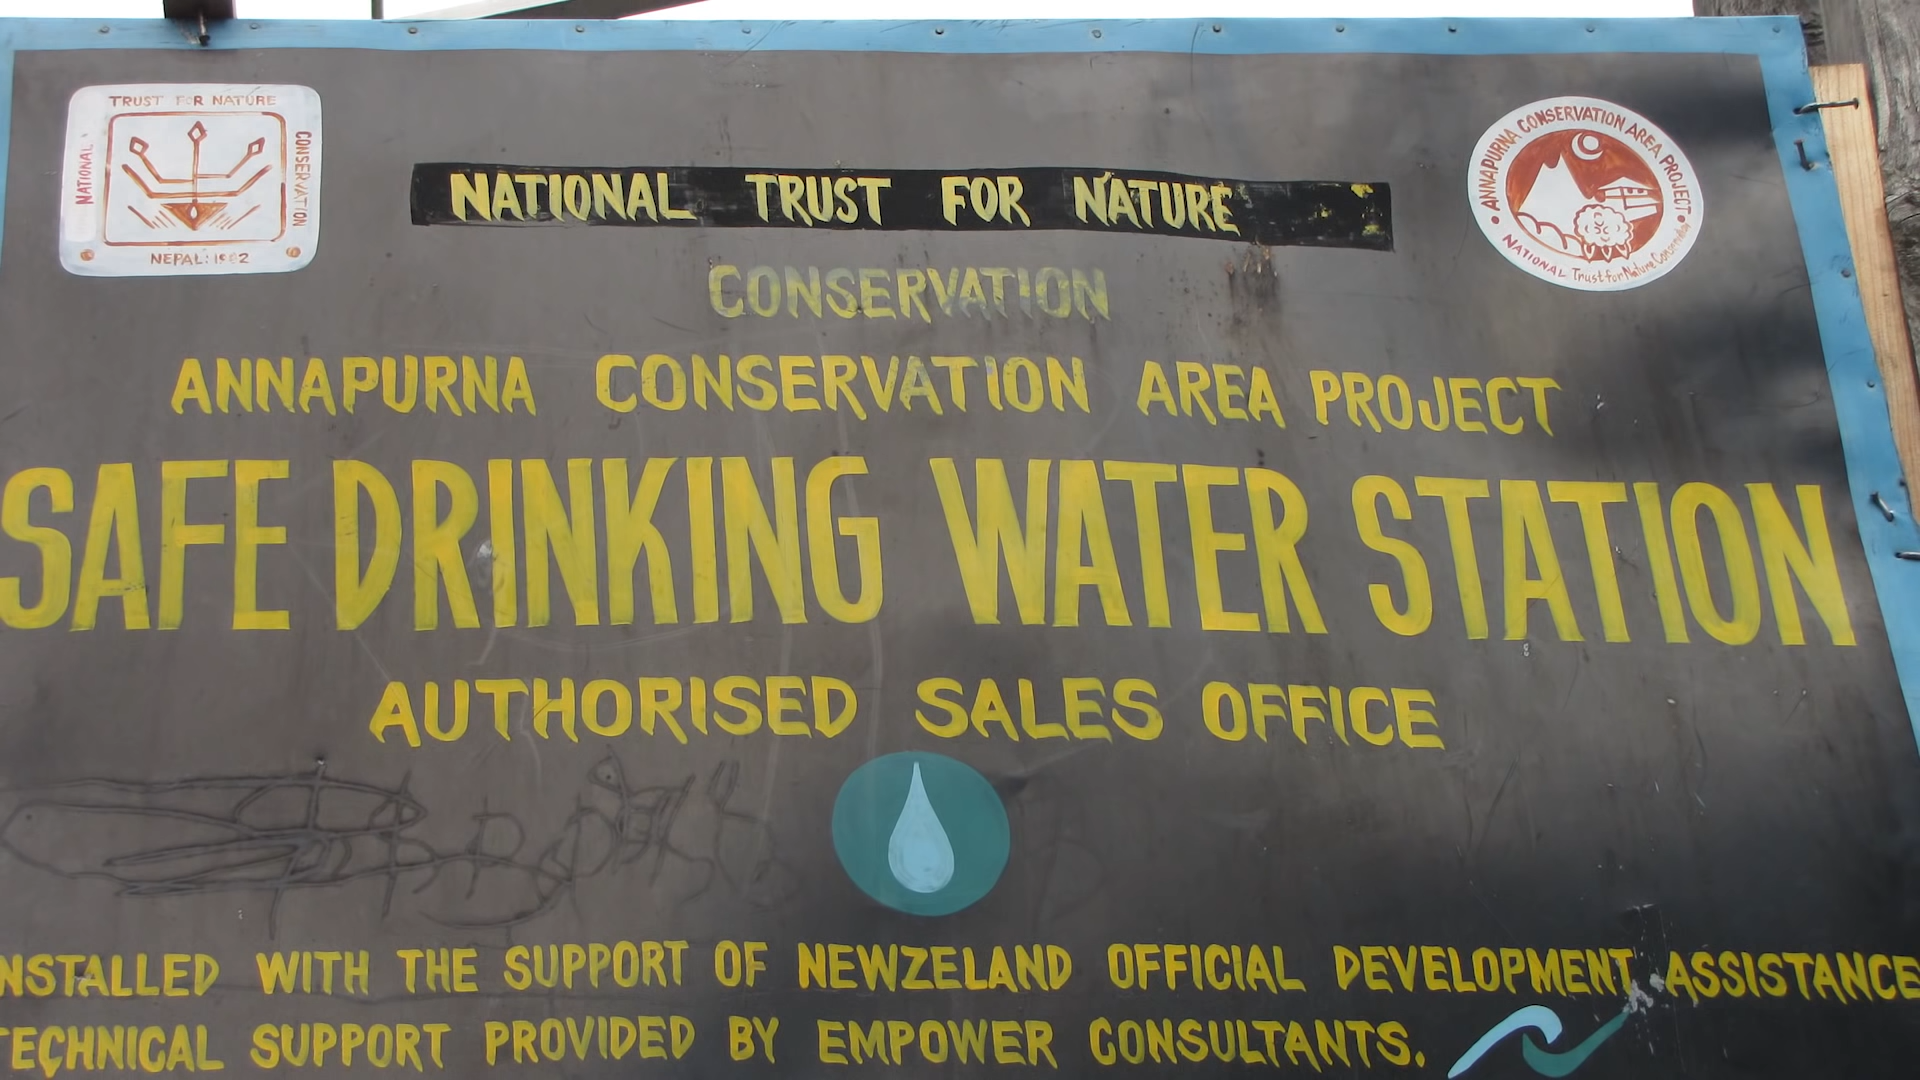 TRUST FOR NATURE
NATIONAL
CONSERVATION
NEPAL: 1982
ANNAPURNA CONSERVATION AREA PROJECT
NATIONAL Trust for Nature Conservation
NATIONAL TRUST FOR NATURE
CONSERVATION
ANNAPURNA CONSERVATION AREA PROJECT
SAFE DRINKING WATER STATION
AUTHORISED SALES OFFICE
NSTALLED WITH THE SUPPORT OF NEWZELAND OFFICIAL DEVELOPMENT ASSISTANCE
TECHNICAL SUPPORT PROVIDED BY EMPOWER CONSULTANTS.